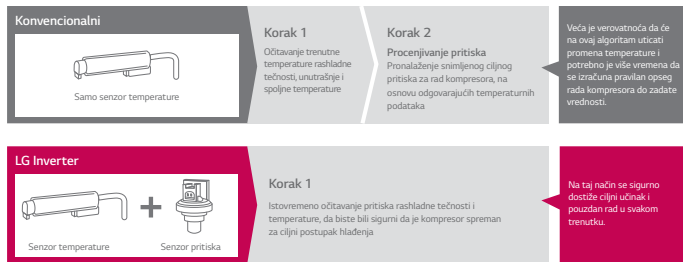 Konvencionalni
Samo senzor temperature
Korak 1
Očitavanje trenutne
temperature rashladne
tečnosti, unutrašnje i
spoljne temperature
Korak 2
Procenjivanje pritiska
Pronalaženje snimljenog ciljnog
pritiska za rad kompresora, na
osnovu odgovarajućih temperaturnih
podataka
Veća je verovatnoća da će
na ovaj algoritam uticati
promena temperature i
potrebno je više vremena da
se izračuna pravilan opseg
rada kompresora do zadate
vrednosti.
LG Inverter
Senzor temperature
Senzor pritiska
Korak 1
Istovremeno očitavanje pritiska rashladne tečnosti i
temperature, da biste bili sigurni da je kompresor spreman
za ciljni postupak hlađenja
Na taj način se sigurno
dostiže ciljni učinak i
pouzdan rad u svakom
trenutku.